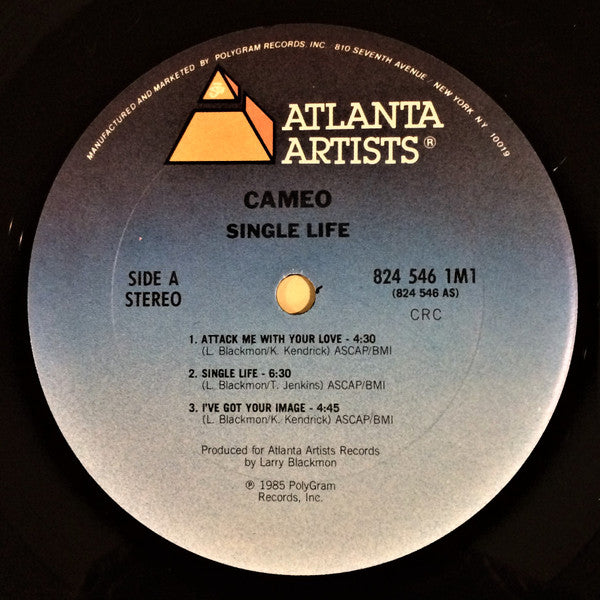 MANUFACTURED AND MARKETED BY POLYGRAM RECORDS, INC. · 810 SEVENTH AVENUE · NEW YORK, N.Y. 10019
ATLANTA
ARTISTS®
CAMEO
SINGLE LIFE
SIDE A
STEREO
824 546 1M1
(824 546 AS)
CRC
1. ATTACK ME WITH YOUR LOVE - 4:30
(L. Blackmon/K. Kendrick) ASCAP/BMI
2. SINGLE LIFE - 6:30
(L. Blackmon/T. Jenkins) ASCAP/BMI
3. I'VE GOT YOUR IMAGE - 4:45
(L. Blackmon/K. Kendrick) ASCAP/BMI
Produced for Atlanta Artists Records
by Larry Blackmon
℗ 1985 PolyGram
Records, Inc.